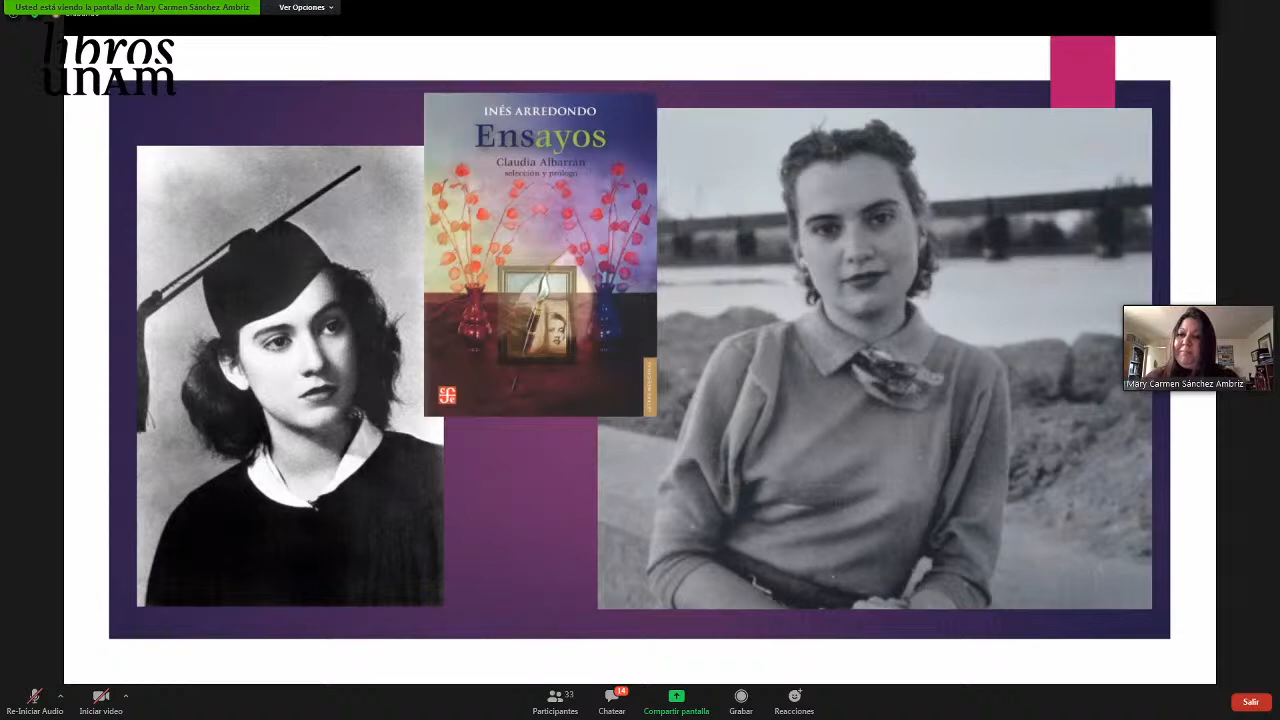 Usted está viendo la pantalla de Mary Carmen Sánchez Ambriz
Ver Opciones
libros
UNAM
INÉS ARREDONDO
Ensayos
Claudia Albarrán
selección y prólogo
Mary Carmen Sánchez Ambriz
Re-Iniciar Audio
Iniciar video
33
Participantes
14
Chatear
Compartir pantalla
Grabar
Reacciones
Salir